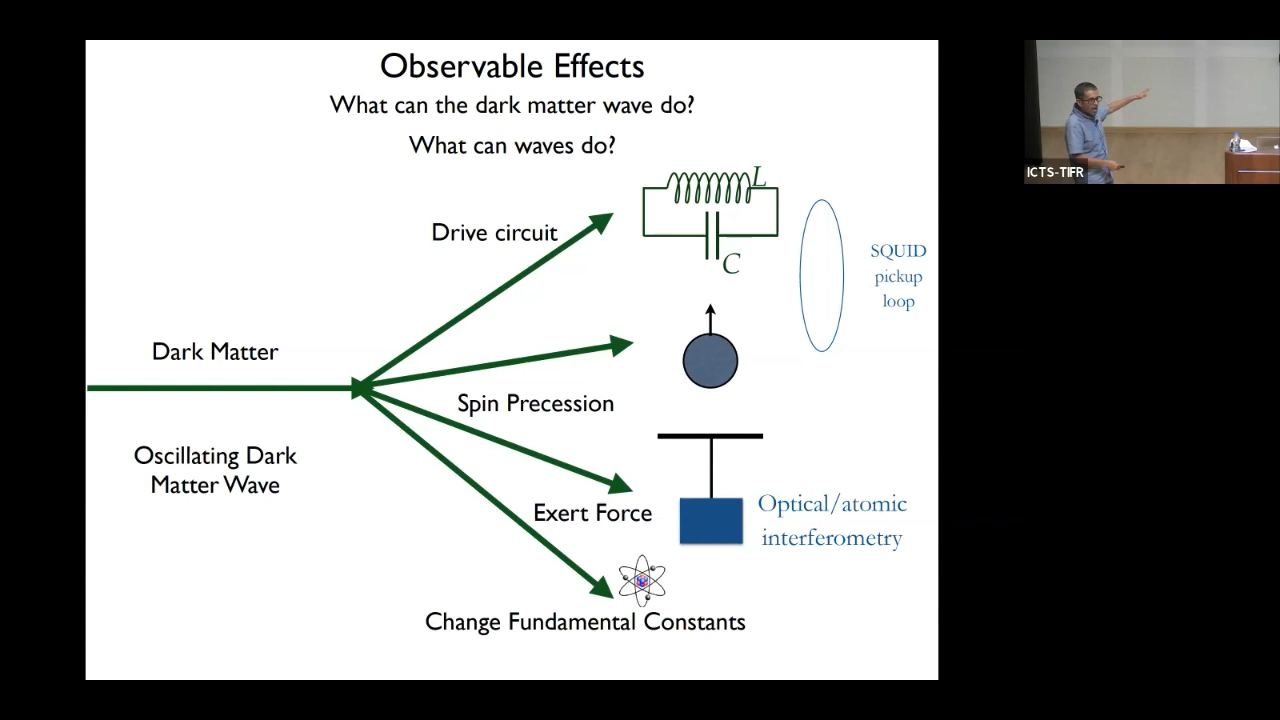 Observable Effects
What can the dark matter wave do?
What can waves do?
L
Drive circuit
C
SQUID
pickup
loop
Dark Matter
Spin Precession
Oscillating Dark
Matter Wave
Exert Force
Optical/atomic
interferometry
Change Fundamental Constants
ICTS-TIFR